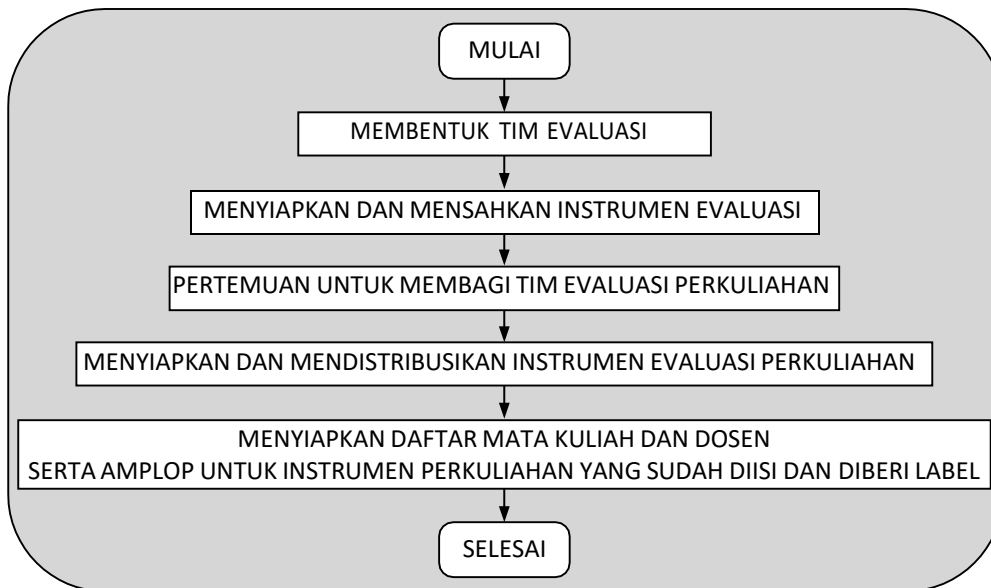 MULAI
MEMBENTUK TIM EVALUASI
MENYIAPKAN DAN MENSAHKAN INSTRUMEN EVALUASI
PERTEMUAN UNTUK MEMBAGI TIM EVALUASI PERKULIAHAN
MENYIAPKAN DAN MENDISTRIBUSIKAN INSTRUMEN EVALUASI PERKULIAHAN
MENYIAPKAN DAFTAR MATA KULIAH DAN DOSEN
SERTA AMPLOP UNTUK INSTRUMEN PERKULIAHAN YANG SUDAH DIISI DAN DIBERI LABEL
SELESAI